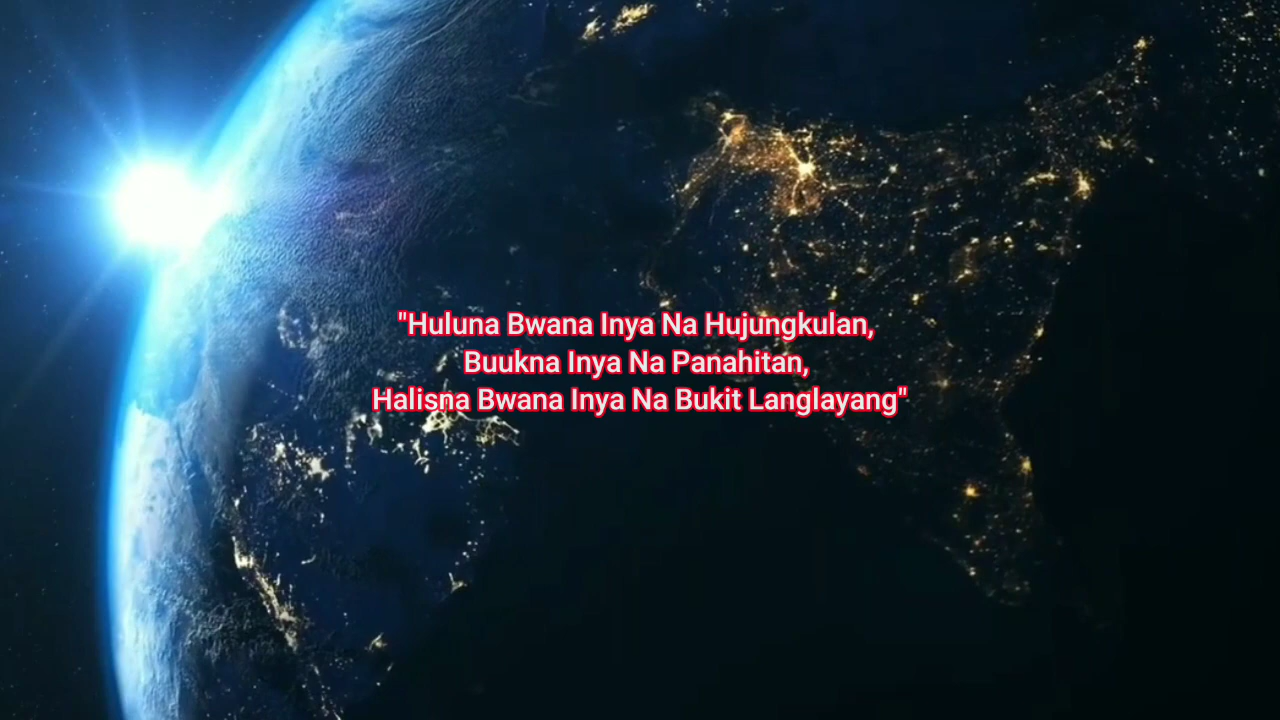 "Huluna Bwana Inya Na Hujungkulan,
Buukna Inya Na Panahitan,
Halisna Bwana Inya Na Bukit Langlayang"